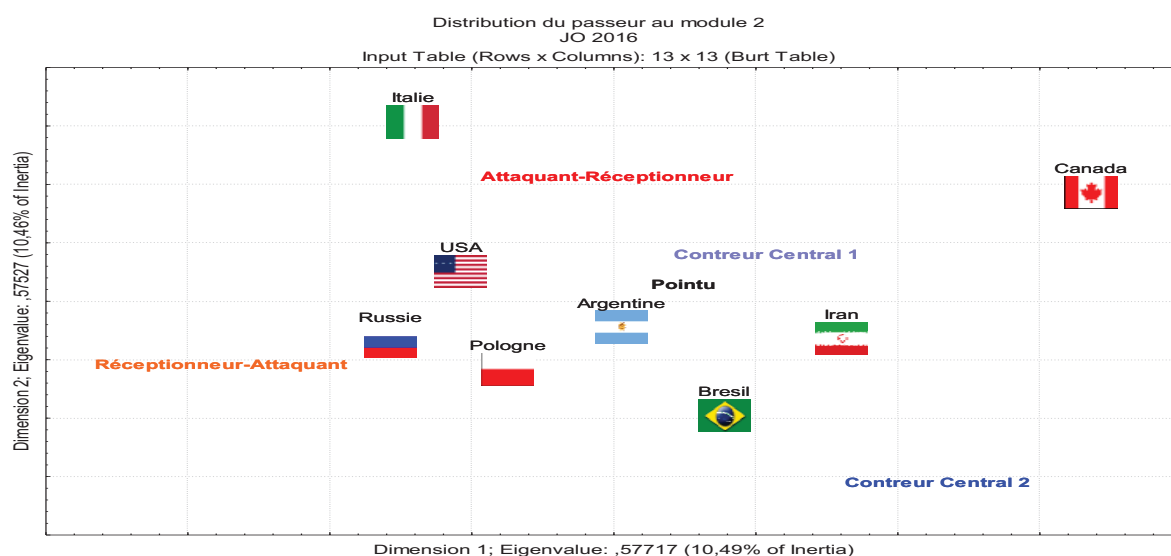 Distribution du passeur au module 2
JO 2016
Input Table (Rows x Columns): 13 x 13 (Burt Table)
Italie
Attaquant-Réceptionneur
Canada
USA
Contreur Central 1
Pointu
Argentine
Russie
Iran
Pologne
Réceptionneur-Attaquant
Bresil
Contreur Central 2
Dimension 2; Eigenvalue: ,57527 (10,46% of Inertia)
Dimension 1; Eigenvalue: ,57717 (10,49% of Inertia)